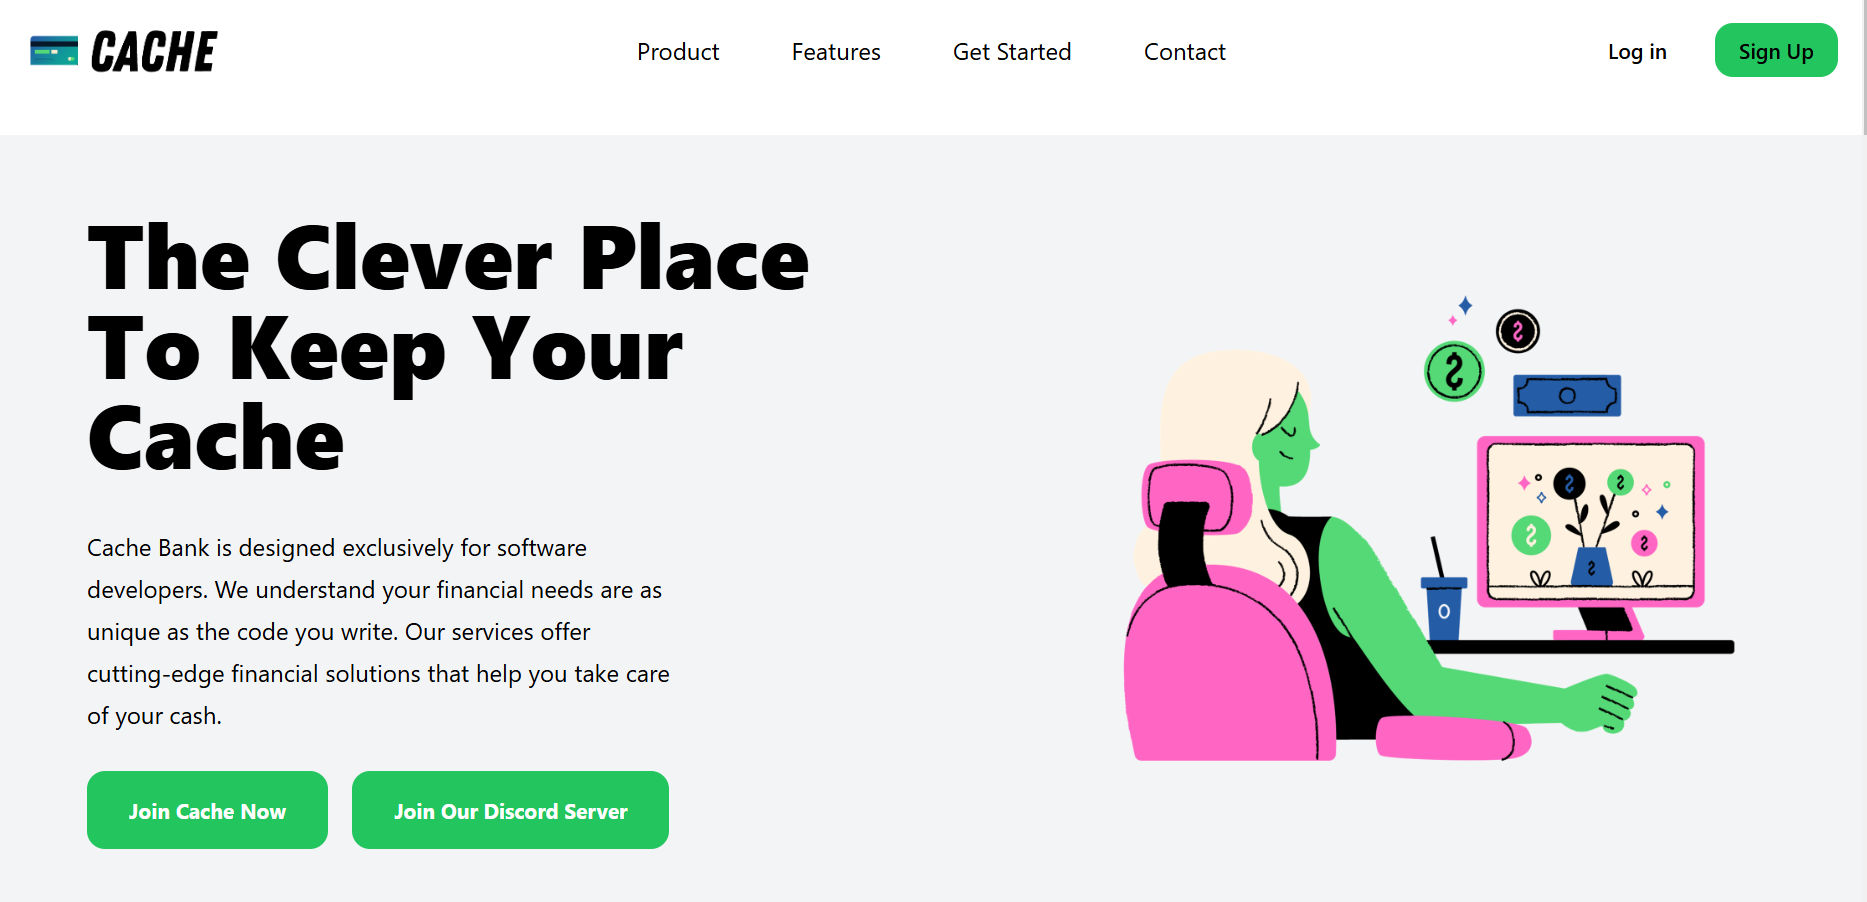 CACHE
Product
Features
Get Started
Contact
Log in
Sign Up
The Clever Place
To Keep Your
Cache
Cache Bank is designed exclusively for software
developers. We understand your financial needs are as
unique as the code you write. Our services offer
cutting-edge financial solutions that help you take care
of your cash.
Join Cache Now
Join Our Discord Server